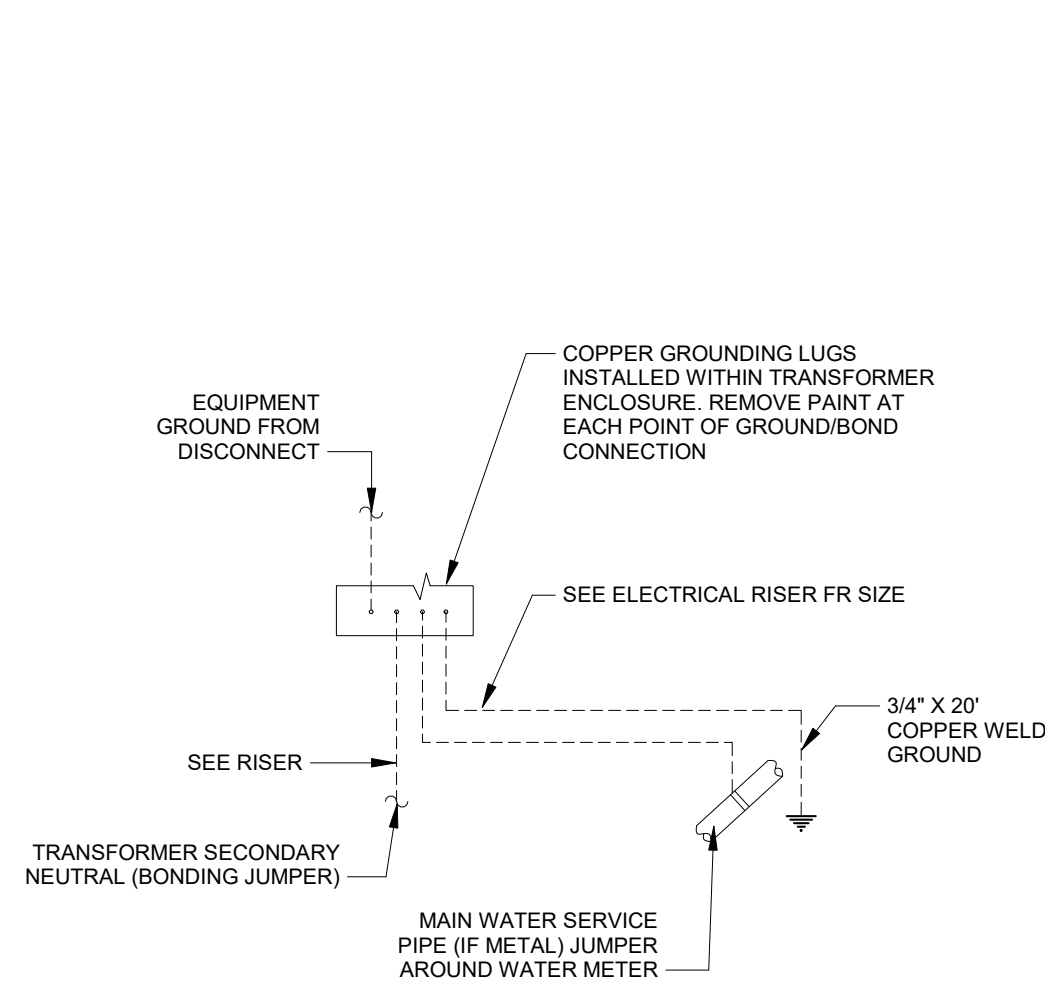 COPPER GROUNDING LUGS
INSTALLED WITHIN TRANSFORMER
ENCLOSURE. REMOVE PAINT AT
EACH POINT OF GROUND/BOND
CONNECTION
EQUIPMENT
GROUND FROM
DISCONNECT
SEE ELECTRICAL RISER FR SIZE
3/4" X 20'
COPPER WELD
GROUND
SEE RISER
TRANSFORMER SECONDARY
NEUTRAL (BONDING JUMPER)
MAIN WATER SERVICE
PIPE (IF METAL) JUMPER
AROUND WATER METER